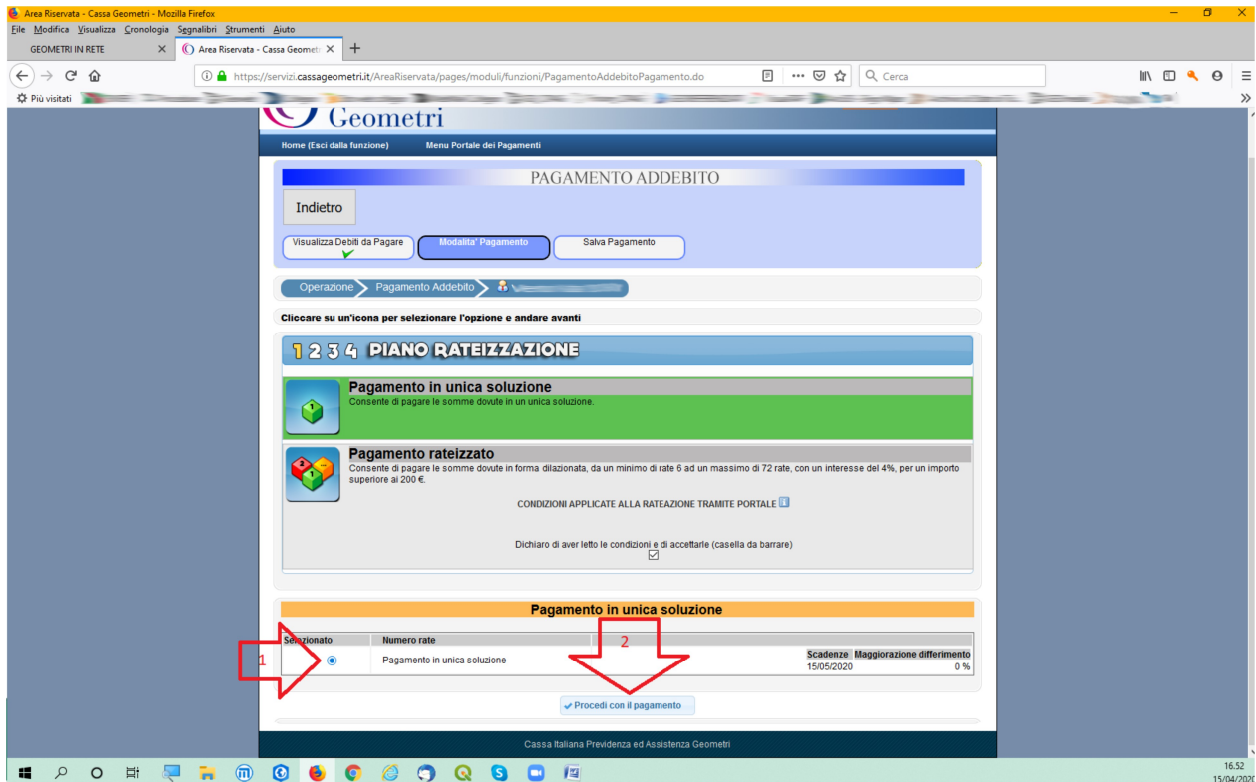 Area Riservata - Cassa Geometri - Mozilla Firefox
File Modifica Visualizza Cronologia Segnalibri Strumenti Aiuto
GEOMETRI IN RETE
Area Riservata - Cassa Geomet
https://servizi.cassageometri.it/AreaRiservata/pages/moduli/funzioni/PagamentoAddebitoPagamento.do
Cerca
Più visitati
Geometri
Home (Esci dalla funzione) Menu Portale dei Pagamenti
PAGAMENTO ADDEBITO
Indietro
Visualizza Debiti da Pagare Modalita' Pagamento Salva Pagamento
Operazione Pagamento Addebito
Cliccare su un'icona per selezionare l'opzione e andare avanti
1 2 3 4 PIANO RATEIZZAZIONE
Pagamento in unica soluzione
Consente di pagare le somme dovute in un unica soluzione.
Pagamento rateizzato
Consente di pagare le somme dovute in forma dilazionata, da un minimo di rate 6 ad un massimo di 72 rate, con un interesse del 4%, per un importo
superiore ai 200 €.
CONDIZIONI APPLICATE ALLA RATEAZIONE TRAMITE PORTALE
Dichiaro di aver letto le condizioni e di accettarle (casella da barrare)
Pagamento in unica soluzione
Selezionato Numero rate
1
2
Pagamento in unica soluzione
Scadenze Maggiorazione differimento
15/05/2020 0 %
Procedi con il pagamento
Cassa Italiana Previdenza ed Assistenza Geometri
16.52
15/04/2020